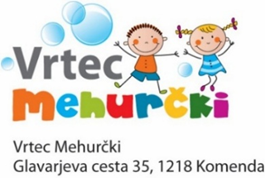 Vrtec
Mehurčki
Vrtec Mehurčki
Glavarjeva cesta 35, 1218 Komenda